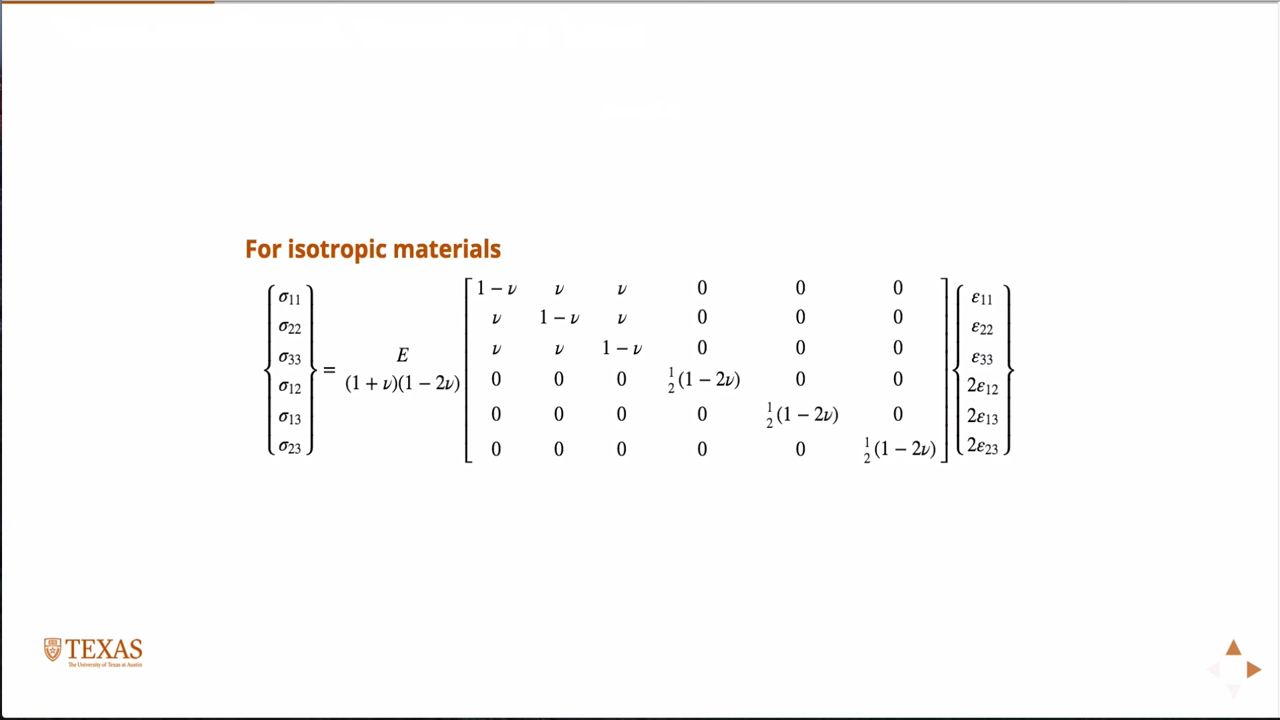 For isotropic materials
σ11 1 − ν ν ν 0 0 0 ε11
σ22 ν 1 − ν ν 0 0 0 ε22
σ33 E ν ν 1 − ν 0 0 0 ε33
σ12 = (1 + ν)(1 − 2ν) 0 0 0 ½(1 − 2ν) 0 0 2ε12
σ13 0 0 0 0 ½(1 − 2ν) 0 2ε13
σ23 0 0 0 0 0 ½(1 − 2ν) 2ε23
TEXAS
The University of Texas at Austin